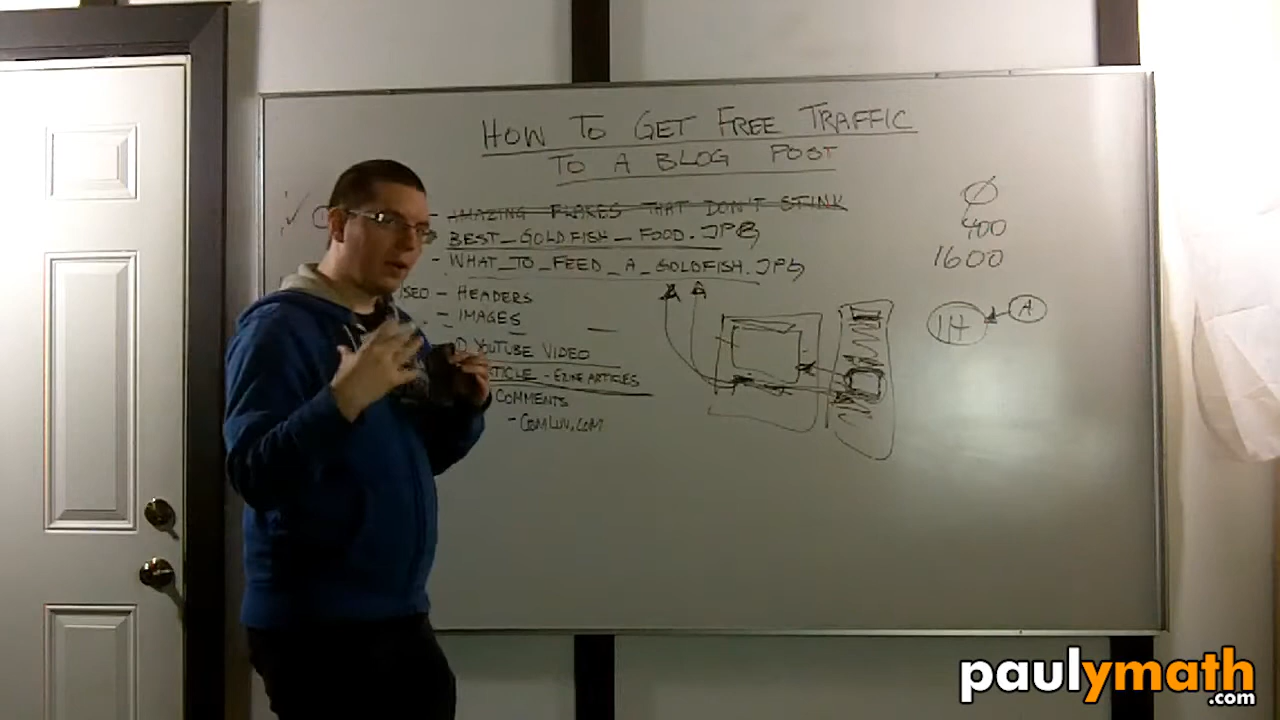 HOW TO GET FREE TRAFFIC
TO A BLOG POST
- AMAZING FLAKES THAT DON'T STINK
BEST_GOLDFISH_FOOD.JPG
- WHAT_TO_FEED_A_GOLDFISH.JPG
- HEADERS
- IMAGES
YOUTUBE VIDEO
- EZINE ARTICLES
COMMENTS
- COMLUV.COM
Ø
400
1600
1H
A
paulymath
.com